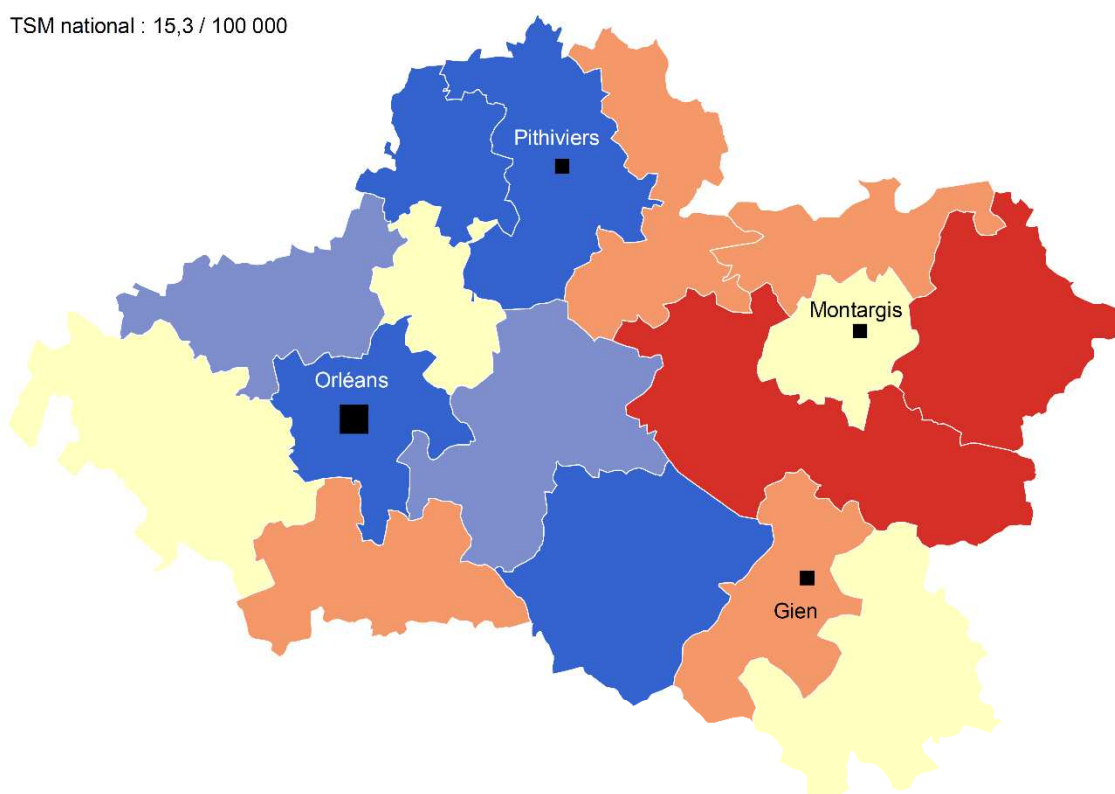 TSM national : 15,3 / 100 000
Pithiviers
Montargis
Orléans
Gien